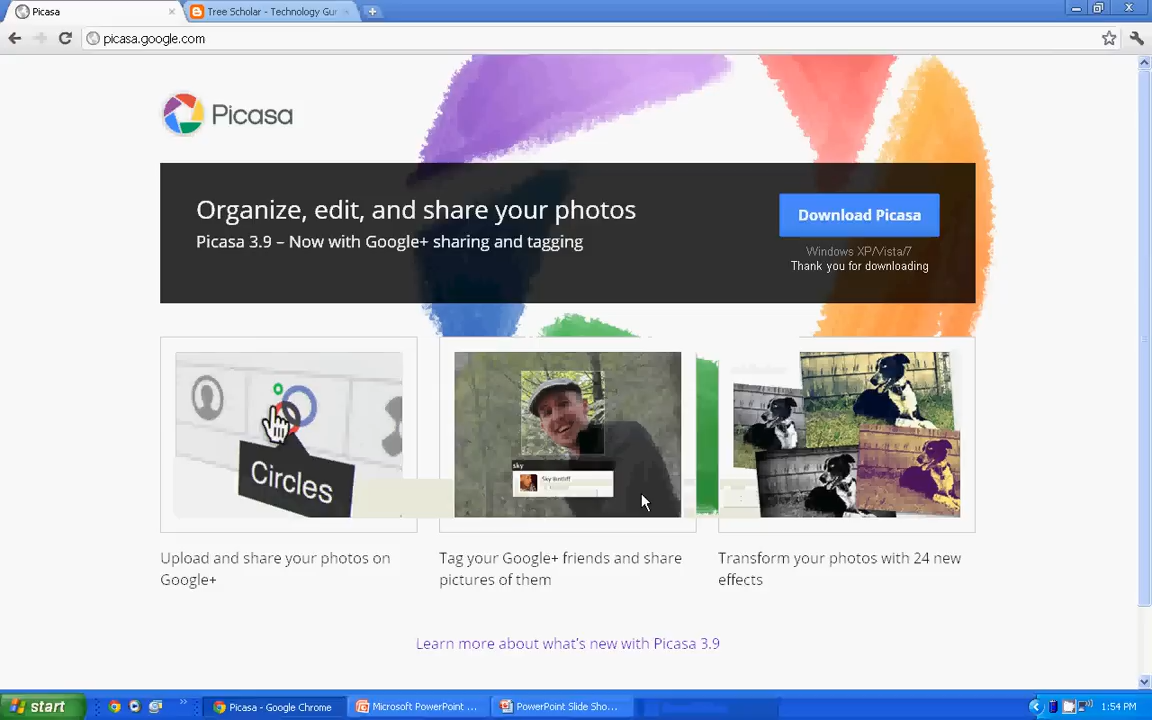 Picasa
Tree Scholar - Technology Gui
picasa.google.com
Picasa
Organize, edit, and share your photos
Picasa 3.9 – Now with Google+ sharing and tagging
Download Picasa
Windows XP/Vista/7
Thank you for downloading
Circles
sky
Upload and share your photos on
Google+
Tag your Google+ friends and share
pictures of them
Transform your photos with 24 new
effects
Learn more about what's new with Picasa 3.9
start
Picasa - Google Chrome
Microsoft PowerPoint ...
PowerPoint Slide Sho...
1:54 PM